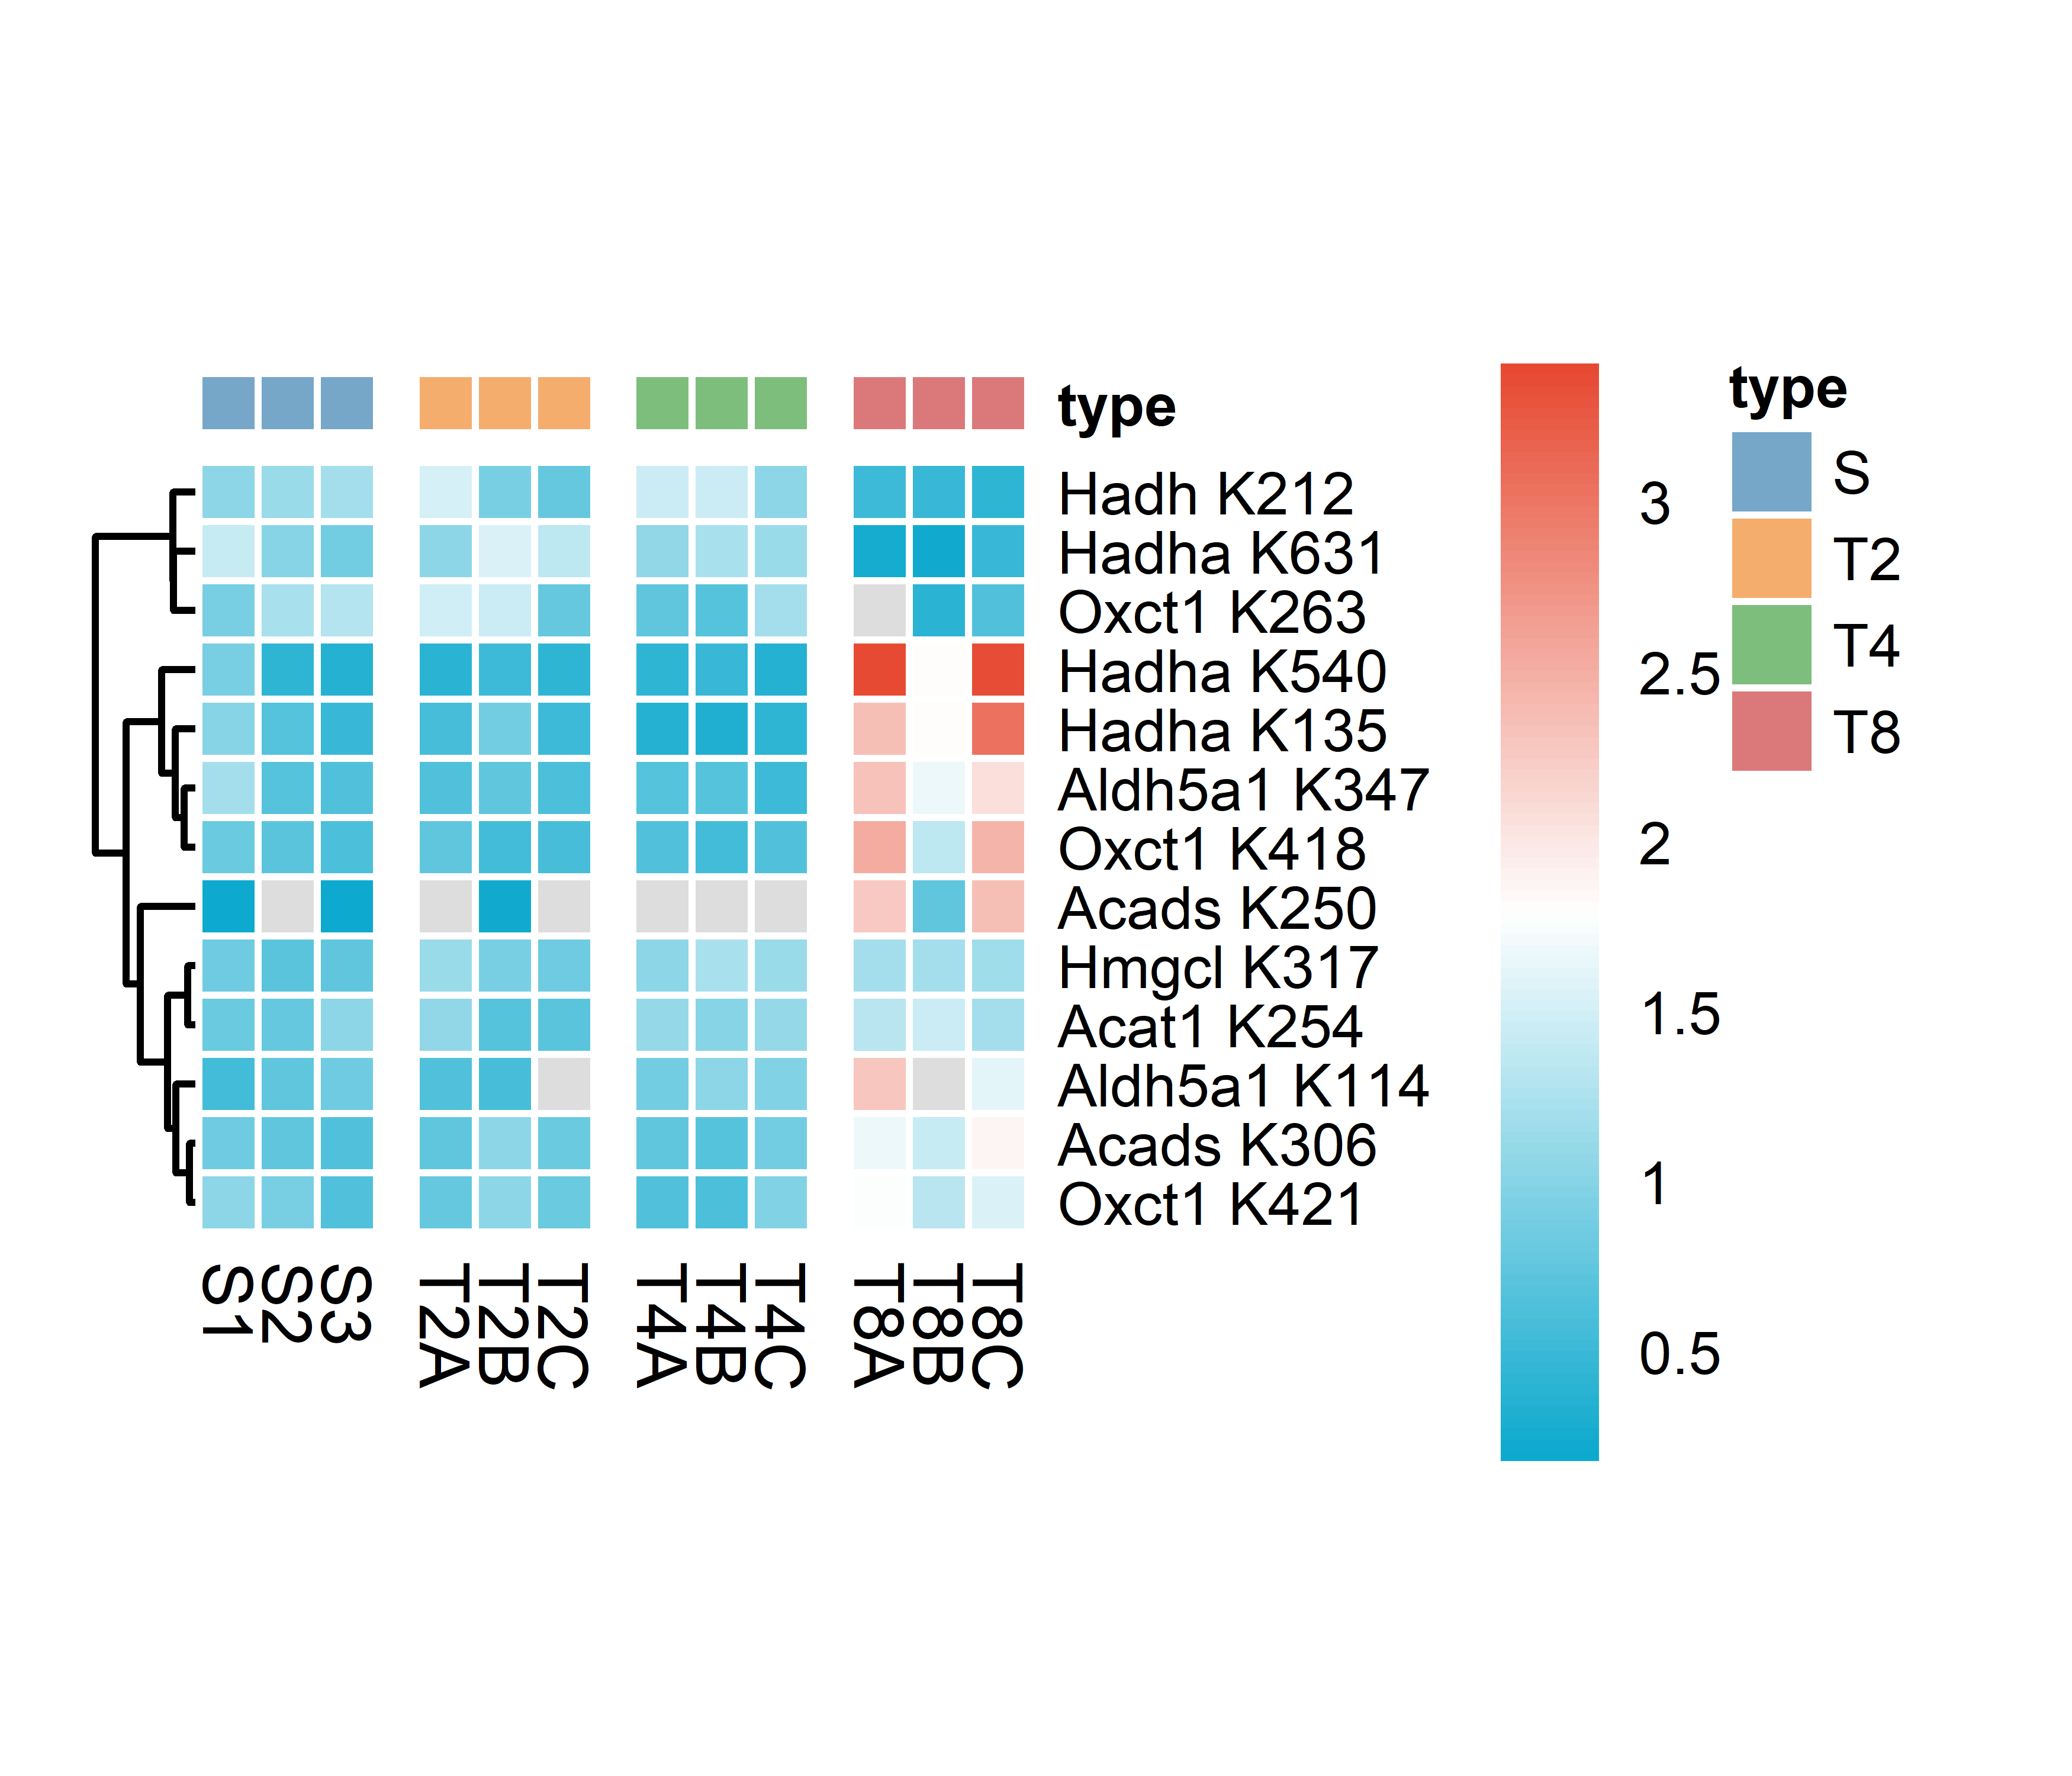 type
Hadh K212
Hadha K631
Oxct1 K263
Hadha K540
Hadha K135
Aldh5a1 K347
Oxct1 K418
Acads K250
Hmgcl K317
Acat1 K254
Aldh5a1 K114
Acads K306
Oxct1 K421
S1
S2
S3
T2A
T2B
T2C
T4A
T4B
T4C
T8A
T8B
T8C
3
2.5
2
1.5
1
0.5
type
S
T2
T4
T8